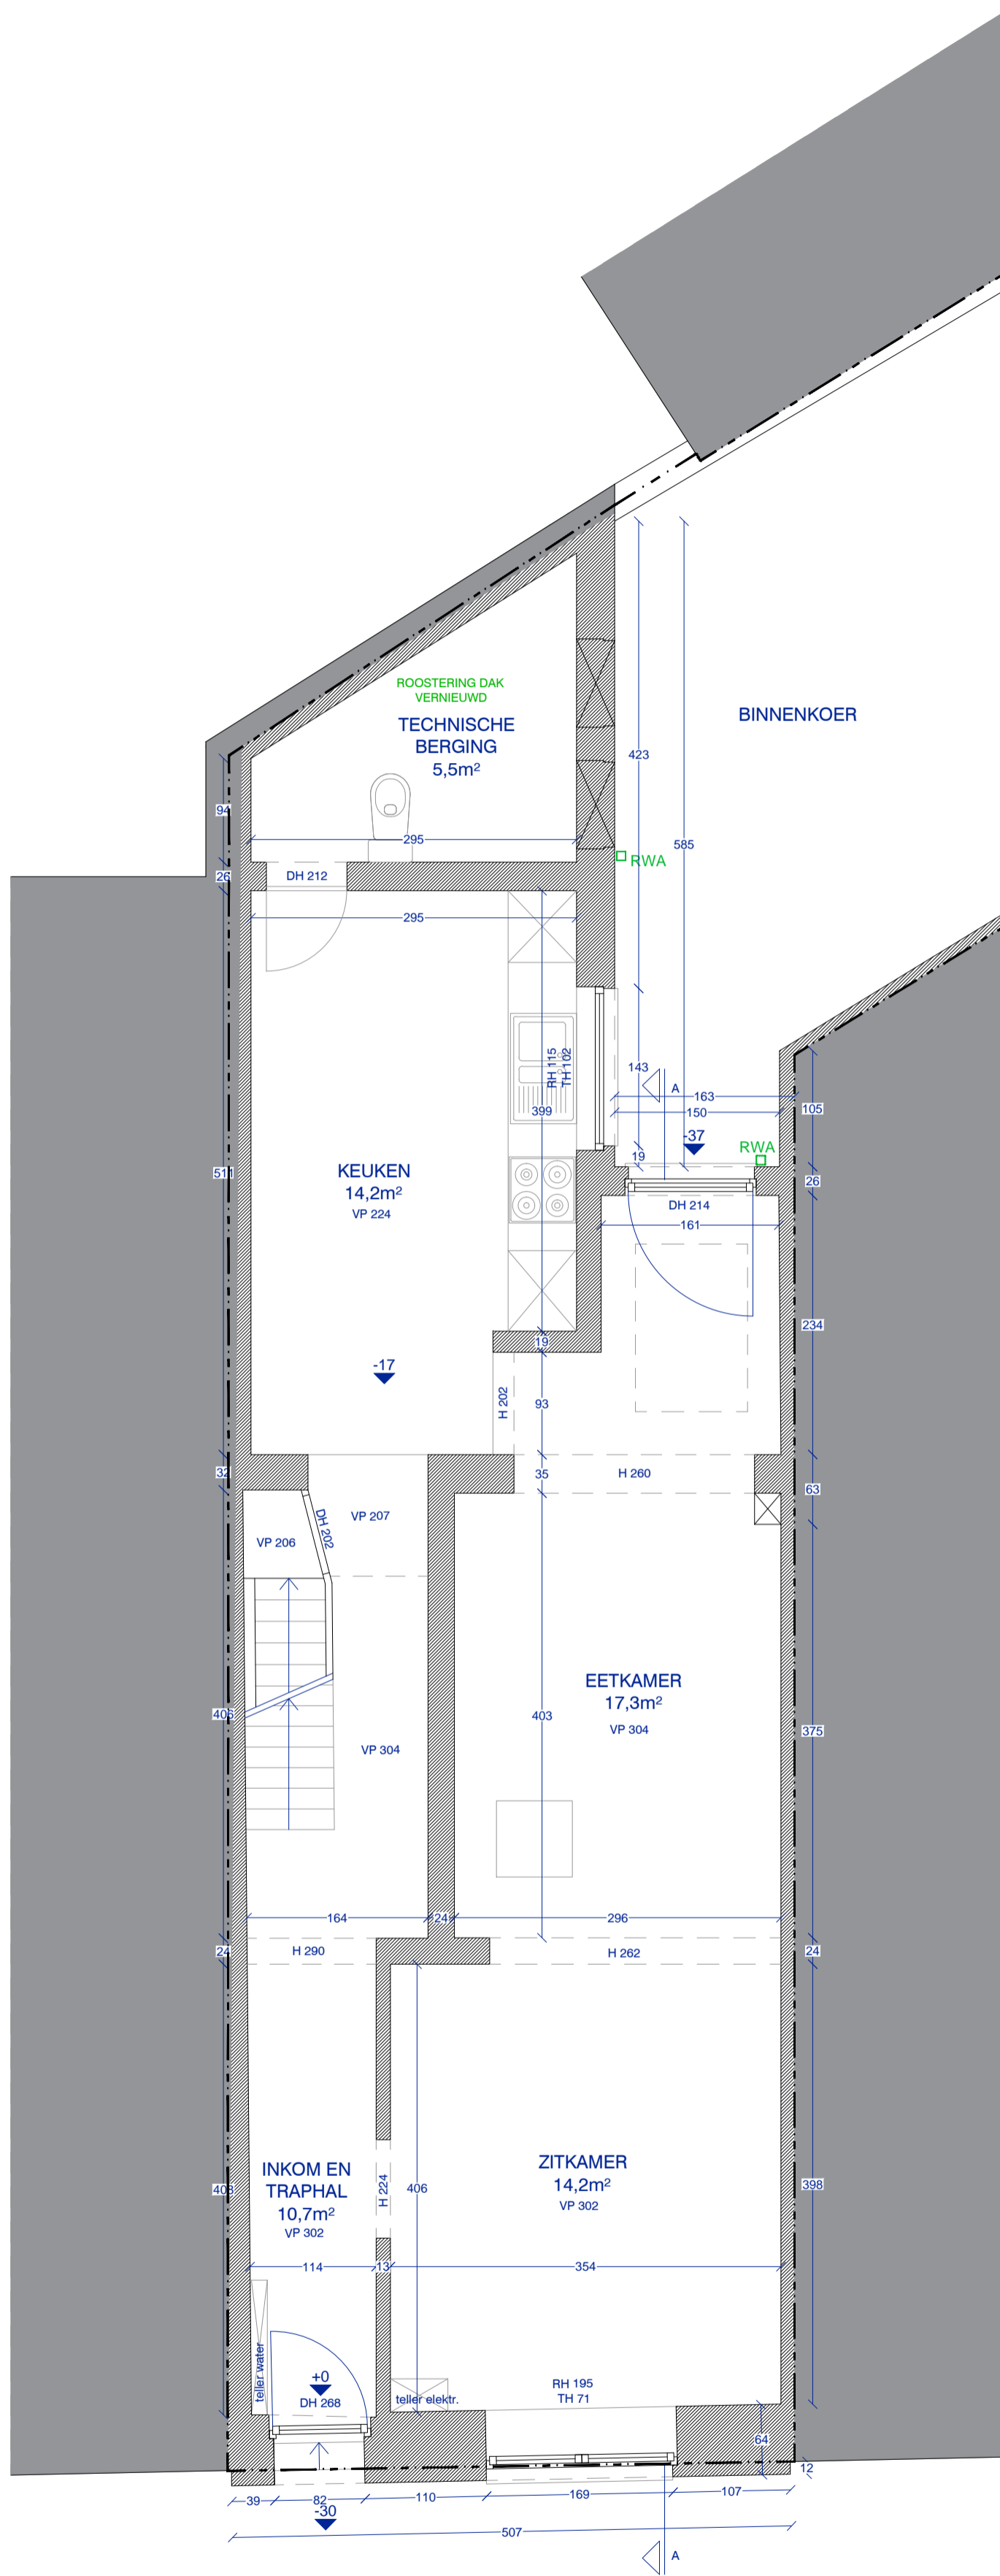 ROOSTERING DAK
VERNIEUWD
TECHNISCHE
BERGING
5,5m²
BINNENKOER
423
94
295
585
RWA
26
DH 212
295
RH 115
TH 102
143
A
163
399
105
150
-37
RWA
19
KEUKEN
14,2m²
VP 224
511
26
DH 214
161
234
19
-17
H 202
93
32
35
H 260
63
VP 207
DH 202
VP 206
EETKAMER
17,3m²
VP 304
406
403
375
VP 304
164
24
296
24
H 290
H 262
24
ZITKAMER
14,2m²
VP 302
INKOM EN
TRAPHAL
10,7m²
VP 302
H 224
406
408
398
114
13
354
teller water
+0
DH 268
teller elektr.
RH 195
TH 71
64
12
39
82
110
169
107
-30
507
A